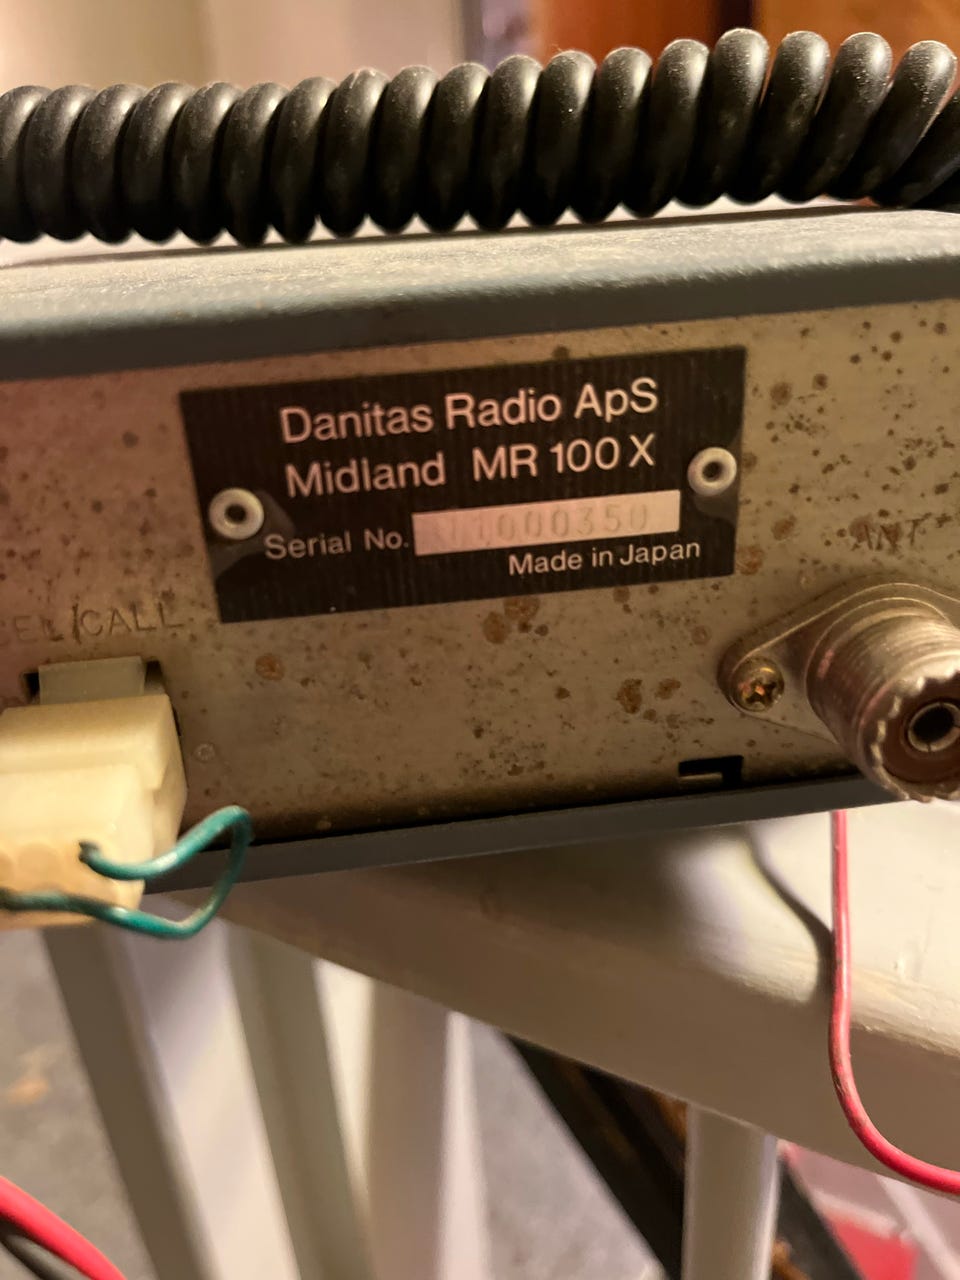 Danitas Radio ApS
Midland MR 100 X
Serial No.
Made in Japan
ANT
/CALL